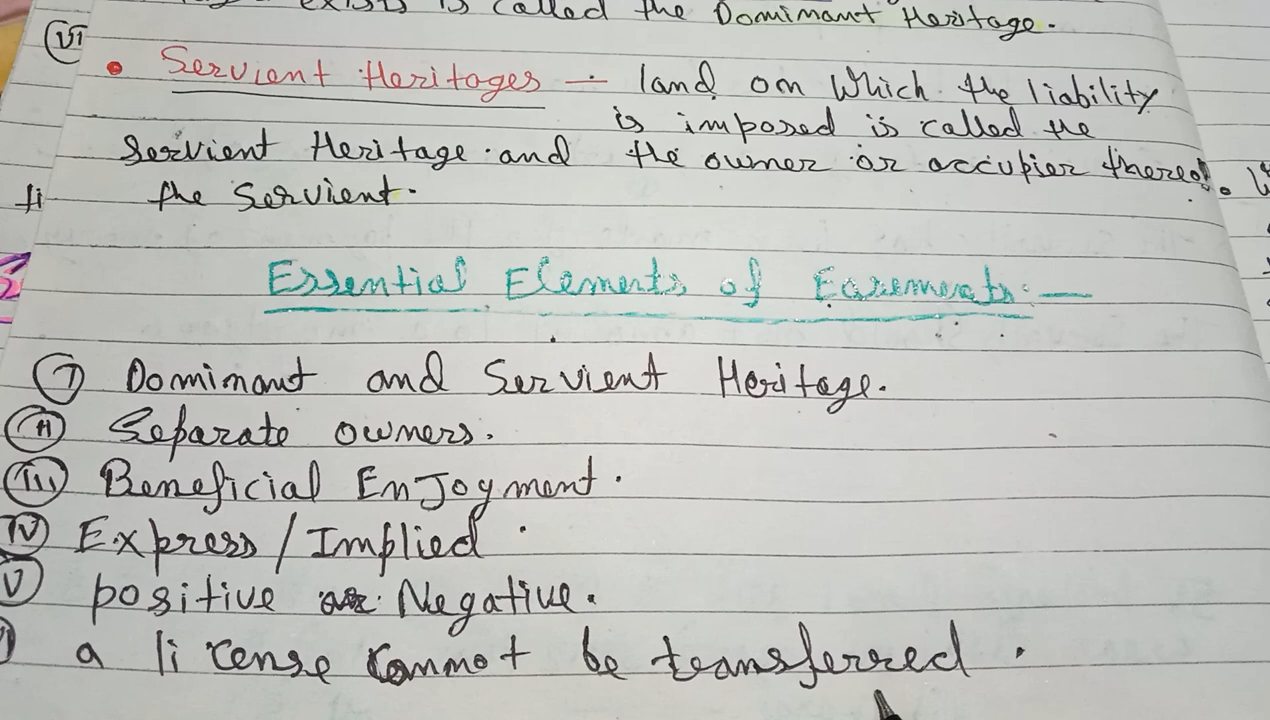 exists is called the Dominant Heritage.
(VI)
• Servient Heritages — land on which the liability
is imposed is called the
Servient Heritage and the owner or occupier thereof.
the Servient.
Essential Elements of Easements:—
(I) Dominant and Servient Heritage.
(II) Separate owners.
(III) Beneficial Enjoyment.
(IV) Express/Implied
(V) positive or Negative.
a license cannot be transferred.